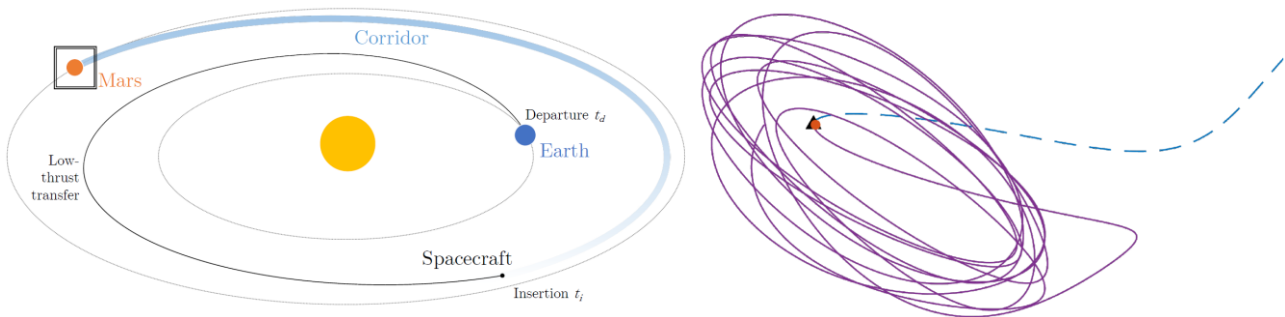 Corridor
Mars
Departure t_d
Earth
Low-
thrust
transfer
Spacecraft
Insertion t_i